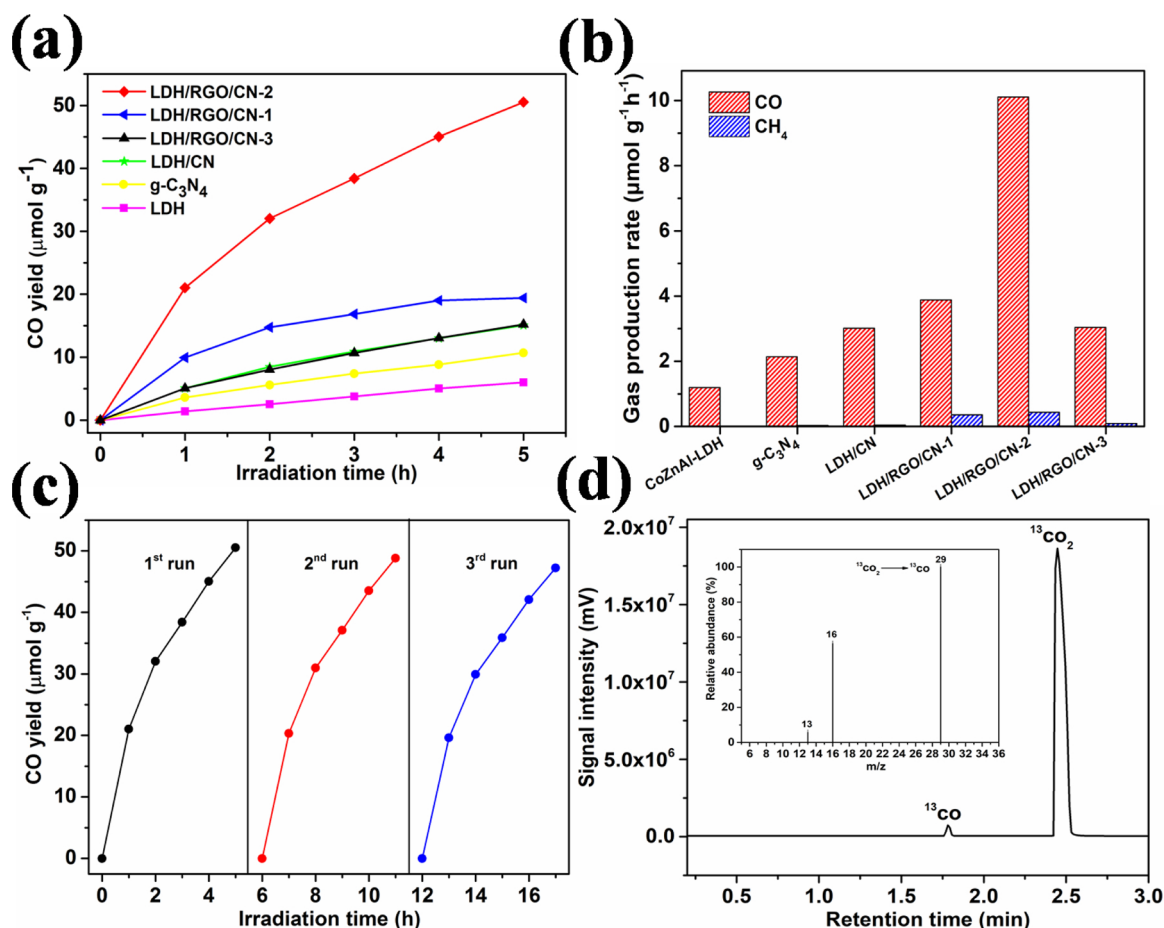 (a)
CO yield (μmol g⁻¹)
50
40
30
20
10
0
LDH/RGO/CN-2
LDH/RGO/CN-1
LDH/RGO/CN-3
LDH/CN
g-C₃N₄
LDH
0 1 2 3 4 5
Irradiation time (h)
(b)
Gas production rate (μmol g⁻¹h⁻¹)
10
8
6
4
2
0
CO
CH₄
CoZnAl-LDH
g-C₃N₄
LDH/CN
LDH/RGO/CN-1
LDH/RGO/CN-2
LDH/RGO/CN-3
(c)
CO yield (μmol g⁻¹)
50
40
30
20
10
0
1ˢᵗ run
2ⁿᵈ run
3ʳᵈ run
0 2 4 6 8 10 12 14 16
Irradiation time (h)
(d)
Signal intensity (mV)
2.0x10⁷
1.5x10⁷
1.0x10⁷
5.0x10⁶
0.0
¹³CO₂
¹³CO
Relative abundance (%)
100
80
60
40
20
0
¹³CO₂ → ¹³CO
29
16
13
6 8 10 12 14 16 18 20 22 24 26 28 30 32 34 36
m/z
0.5 1.0 1.5 2.0 2.5 3.0
Retention time (min)